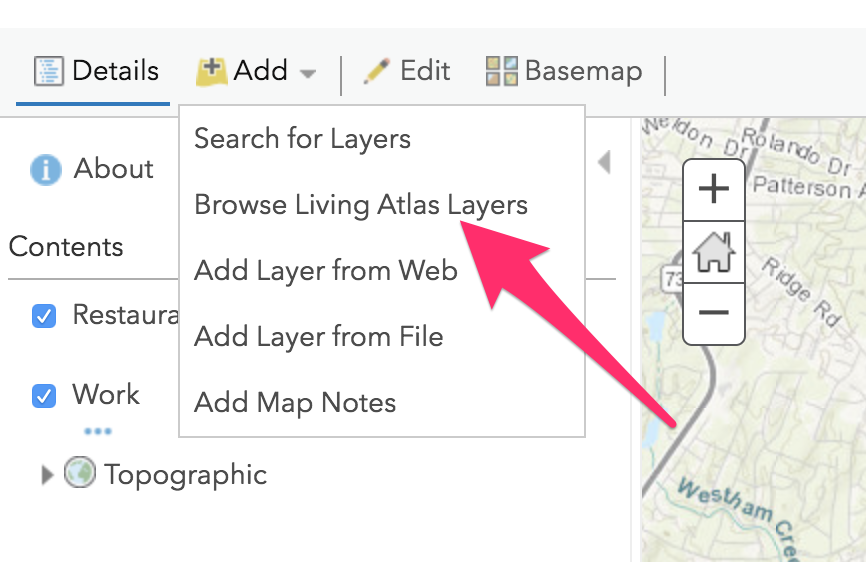 Details Add Edit Basemap
Search for Layers
Browse Living Atlas Layers
Add Layer from Web
Add Layer from File
Add Map Notes
About
Contents
Restaura
Work
Topographic
Weldon Dr
Rolando Dr
Patterson A
73
Ridge Rd
Westham Cree